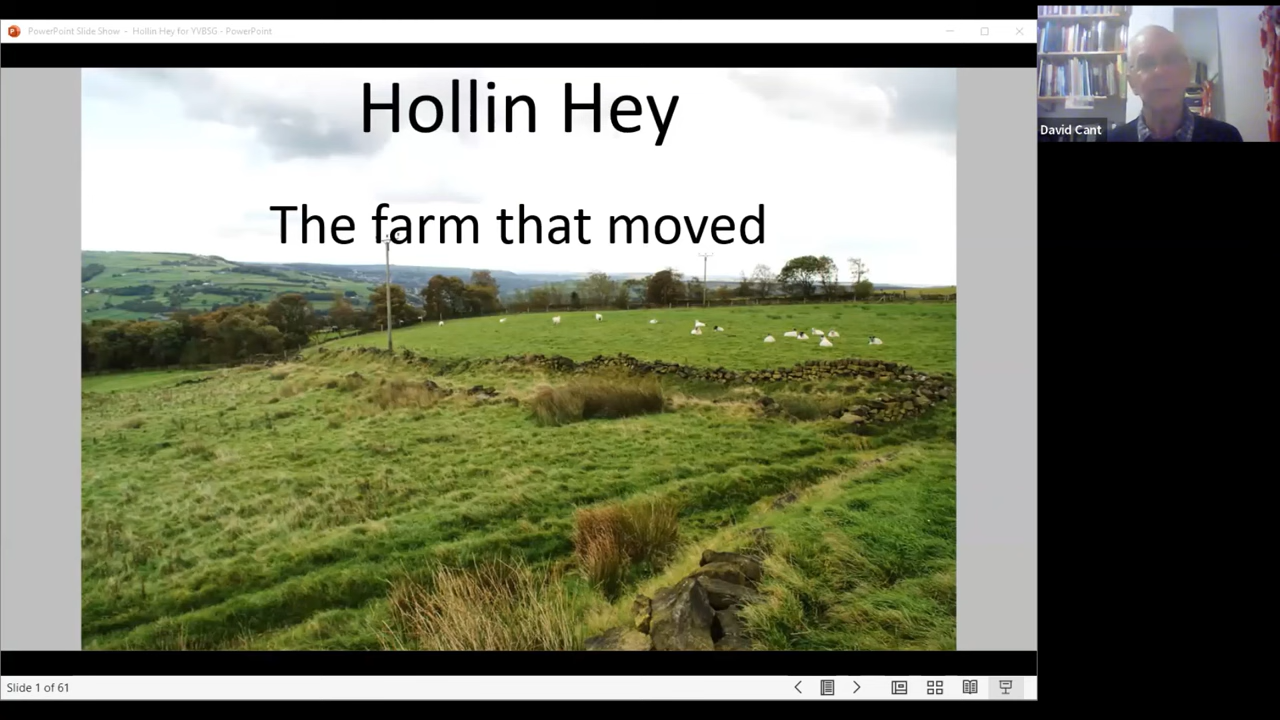 PowerPoint Slide Show - Hollin Hey for YVBSG - PowerPoint
Hollin Hey
The farm that moved
David Cant
Slide 1 of 61